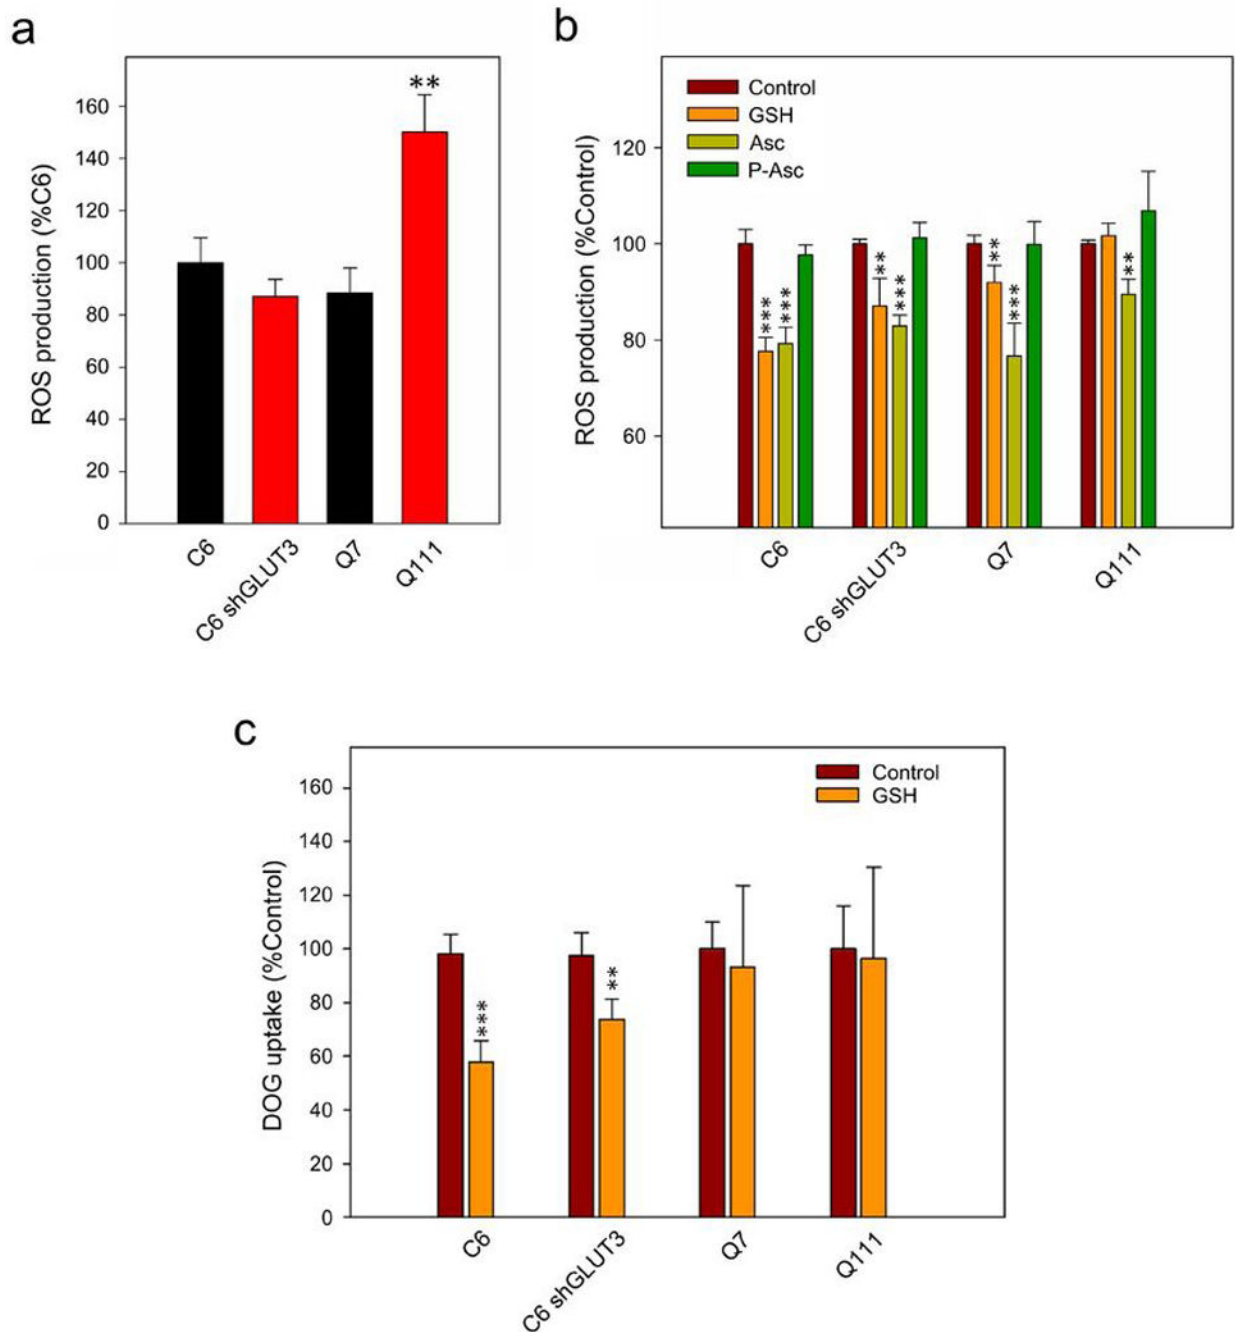 a
ROS production (%C6)
160
140
120
100
80
60
40
20
0
**
C6
C6 shGLUT3
Q7
Q111
b
ROS production (%Control)
120
100
80
60
Control
GSH
Asc
P-Asc
***
***
**
***
**
***
**
C6
C6 shGLUT3
Q7
Q111
c
DOG uptake (%Control)
160
140
120
100
80
60
40
20
0
Control
GSH
***
**
C6
C6 shGLUT3
Q7
Q111